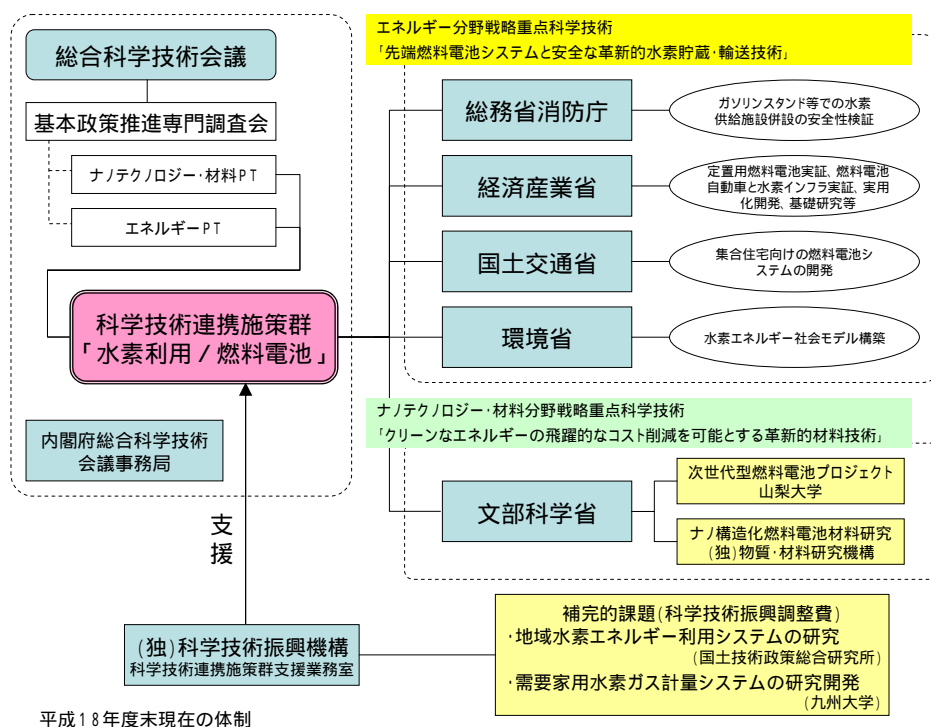 総合科学技術会議
基本政策推進専門調査会
ナノテクノロジー・材料PT
エネルギーPT
科学技術連携施策群
「水素利用/燃料電池」
内閣府総合科学技術
会議事務局
支
援
(独)科学技術振興機構
科学技術連携施策群支援業務室
平成18年度末現在の体制
エネルギー分野戦略重点科学技術
「先端燃料電池システムと安全な革新的水素貯蔵・輸送技術」
総務省消防庁
ガソリンスタンド等での水素
供給施設併設の安全性検証
経済産業省
定置用燃料電池実証、燃料電池
自動車と水素インフラ実証、実用
化開発、基礎研究等
国土交通省
集合住宅向けの燃料電池シ
ステムの開発
環境省
水素エネルギー社会モデル構築
ナノテクノロジー・材料分野戦略重点科学技術
「クリーンなエネルギーの飛躍的なコスト削減を可能とする革新的材料技術」
文部科学省
次世代型燃料電池プロジェクト
山梨大学
ナノ構造化燃料電池材料研究
(独)物質・材料研究機構
補完的課題(科学技術振興調整費)
・地域水素エネルギー利用システムの研究
(国土技術政策総合研究所)
・需要家用水素ガス計量システムの研究開発
(九州大学)